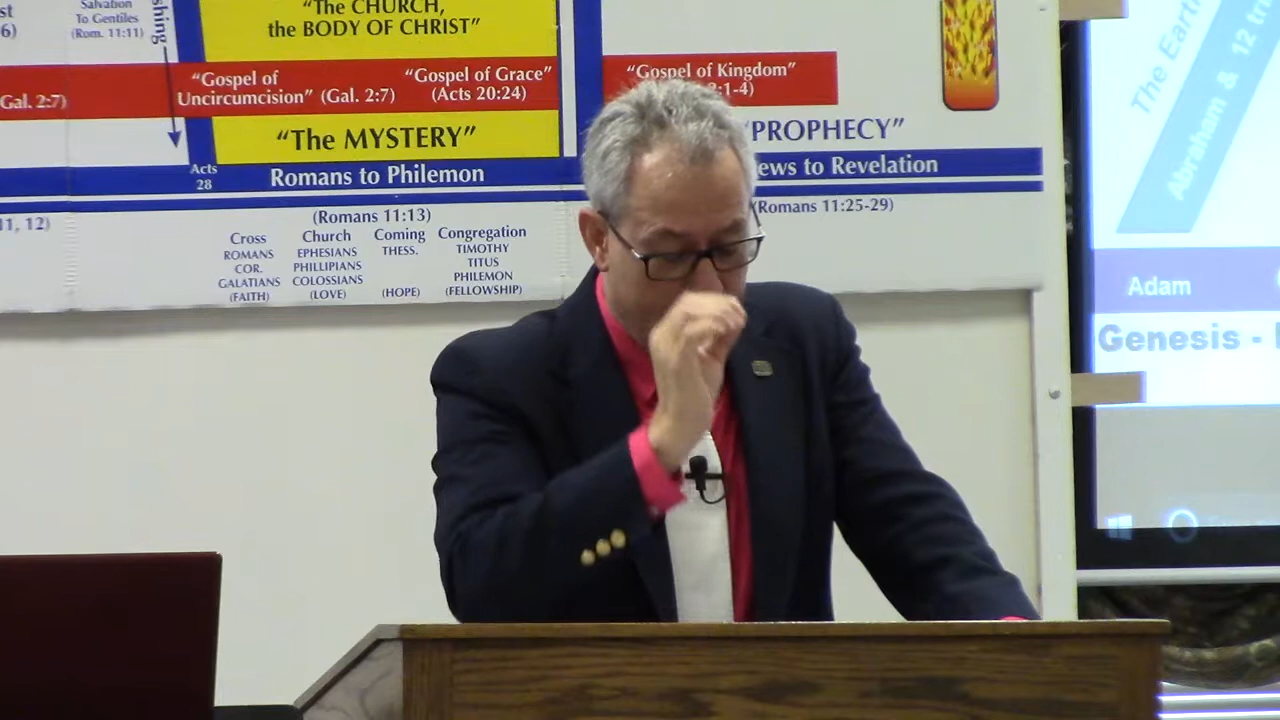 st
6)
Salvation
To Gentiles
(Rom. 11:11)
shing
"The CHURCH,
the BODY OF CHRIST"
Gal. 2:7)
"Gospel of
Uncircumcision" (Gal. 2:7)
"Gospel of Grace"
(Acts 20:24)
"Gospel of Kingdom"
:1-4)
"The MYSTERY"
"PROPHECY"
Acts
28
Romans to Philemon
ews to Revelation
11, 12)
(Romans 11:13)
(Romans 11:25-29)
Cross
ROMANS
COR.
GALATIANS
(FAITH)
Church
EPHESIANS
PHILLIPIANS
COLOSSIANS
(LOVE)
Coming
THESS.
(HOPE)
Congregation
TIMOTHY
TITUS
PHILEMON
(FELLOWSHIP)
The Earth
Abraham & 12 tri
Adam
Genesis -